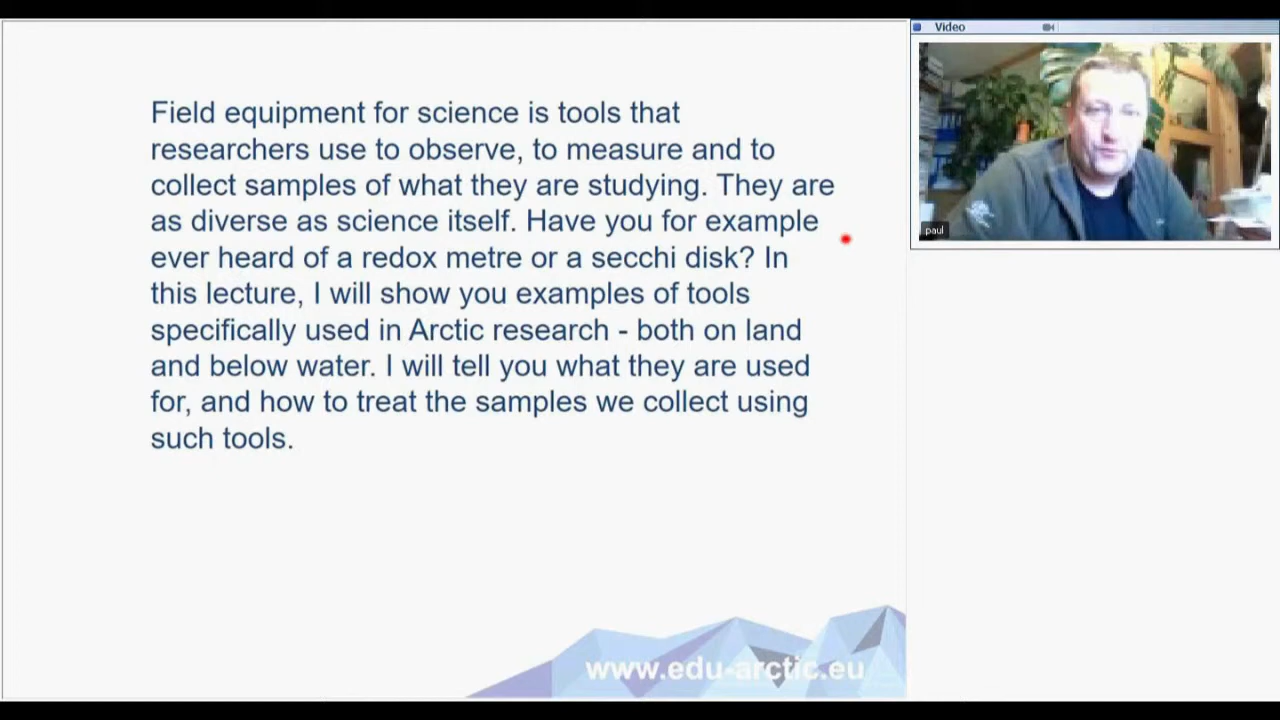 Field equipment for science is tools that
researchers use to observe, to measure and to
collect samples of what they are studying. They are
as diverse as science itself. Have you for example
ever heard of a redox metre or a secchi disk? In
this lecture, I will show you examples of tools
specifically used in Arctic research - both on land
and below water. I will tell you what they are used
for, and how to treat the samples we collect using
such tools.
www.edu-arctic.eu
Video
paul